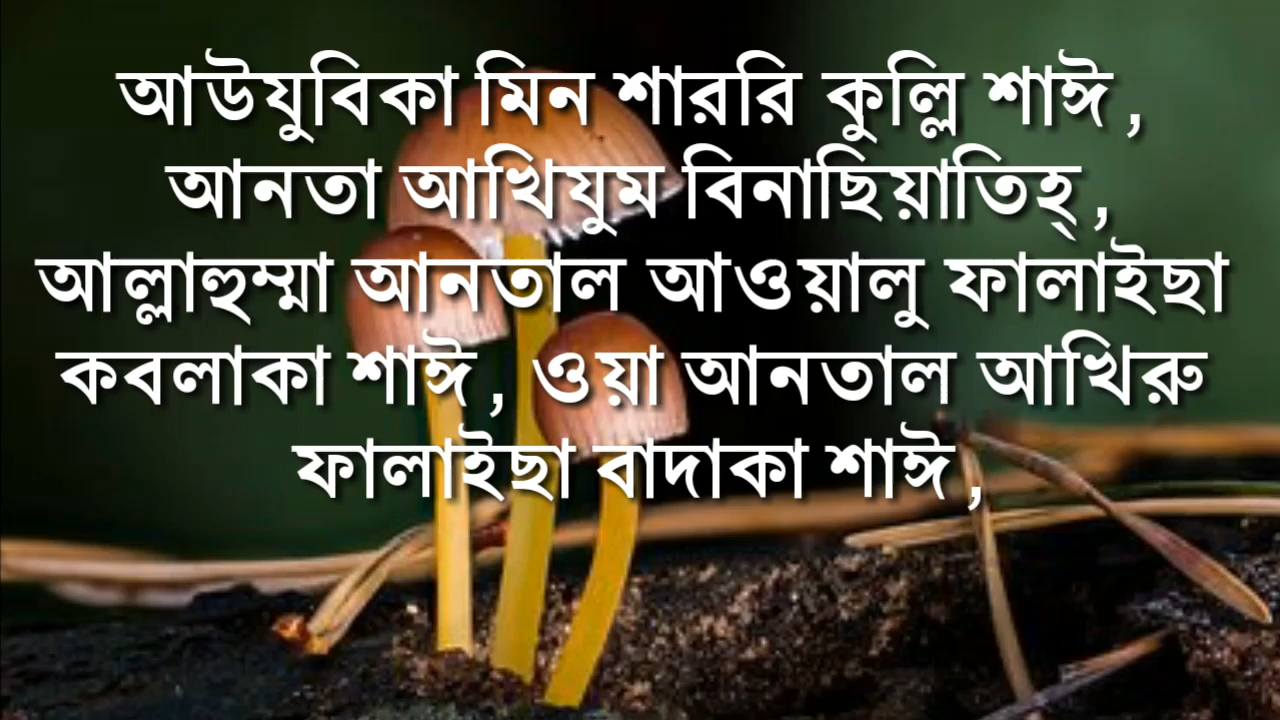 আউযুবিকা মিন শাররি কুল্লি শাঈ ,
আনতা আখিযুম বিনাছিয়াতিহ্ ,
আল্লাহুম্মা আনতাল আওয়ালু ফালাইছা
কবলাকা শাঈ , ওয়া আনতাল আখিরু
ফালাইছা বাদাকা শাঈ ,